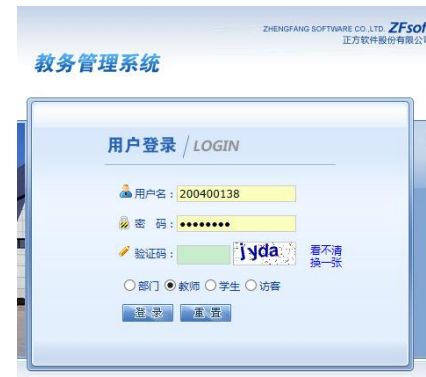 ZHENGFANG SOFTWARE CO.,LTD. ZFsof
正方软件股份有限公司
教务管理系统
用户登录 / LOGIN
用户名： 200400138
密 码： ••••••••
验证码： jyda 看不清
换一张
部门 教师 学生 访客
登 录 重 置